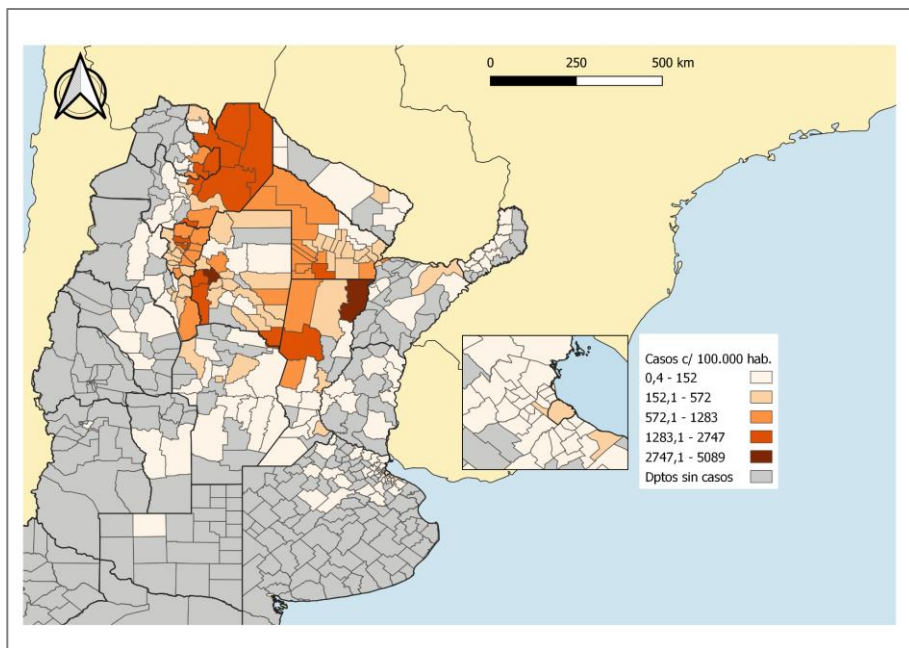 0 250 500 km
Casos c/ 100.000 hab.
0,4 - 152
152,1 - 572
572,1 - 1283
1283,1 - 2747
2747,1 - 5089
Dptos sin casos